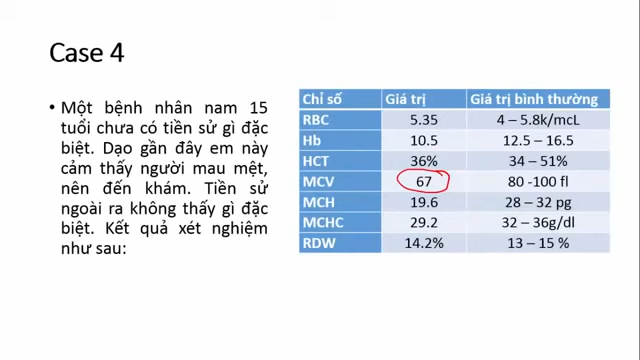 Case 4
• Một bệnh nhân nam 15
tuổi chưa có tiền sử gì đặc
biệt. Dạo gần đây em này
cảm thấy người mau mệt,
nên đến khám. Tiền sử
ngoài ra không thấy gì đặc
biệt. Kết quả xét nghiệm
như sau:
Chỉ số Giá trị Giá trị bình thường
RBC 5.35 4 – 5.8k/mcL
Hb 10.5 12.5 – 16.5
HCT 36% 34 – 51%
MCV 67 80 -100 fl
MCH 19.6 28 – 32 pg
MCHC 29.2 32 – 36g/dl
RDW 14.2% 13 – 15 %